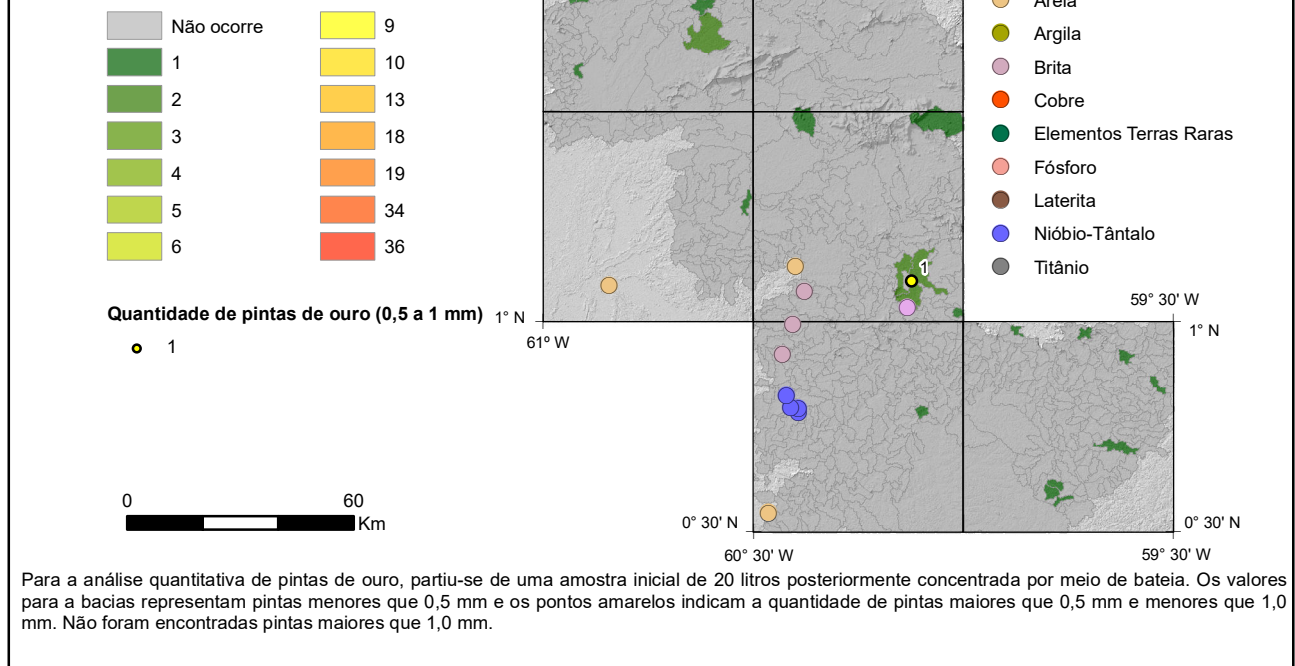 Não ocorre
1
2
3
4
5
6
9
10
13
18
19
34
36
Quantidade de pintas de ouro (0,5 a 1 mm)
1
0
60
Km
1
1° N
61° W
59° 30' W
1° N
0° 30' N
0° 30' N
60° 30' W
59° 30' W
Areia
Argila
Brita
Cobre
Elementos Terras Raras
Fósforo
Laterita
Nióbio-Tântalo
Titânio
Para a análise quantitativa de pintas de ouro, partiu-se de uma amostra inicial de 20 litros posteriormente concentrada por meio de bateia. Os valores
para a bacias representam pintas menores que 0,5 mm e os pontos amarelos indicam a quantidade de pintas maiores que 0,5 mm e menores que 1,0
mm. Não foram encontradas pintas maiores que 1,0 mm.